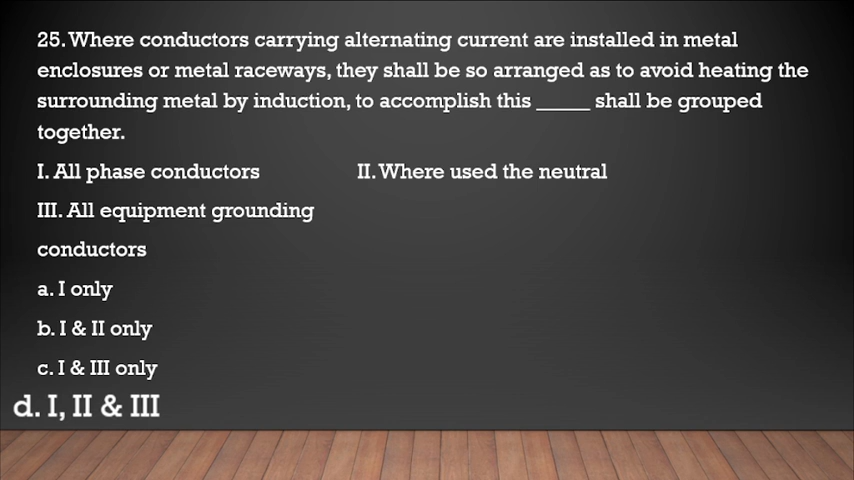 25. Where conductors carrying alternating current are installed in metal
enclosures or metal raceways, they shall be so arranged as to avoid heating the
surrounding metal by induction, to accomplish this _____ shall be grouped
together.
I. All phase conductors II. Where used the neutral
III. All equipment grounding
conductors
a. I only
b. I & II only
c. I & III only
d. I, II & III